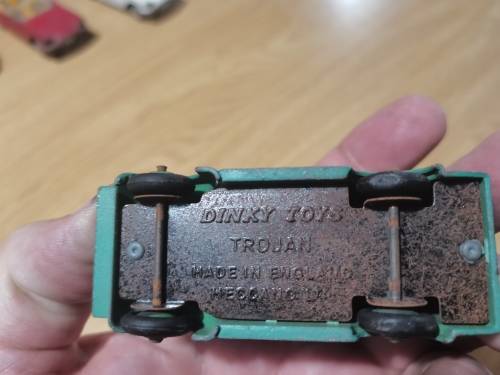 DINKY TOYS
TROJAN
MADE IN ENGLAND
MECCANO LTD